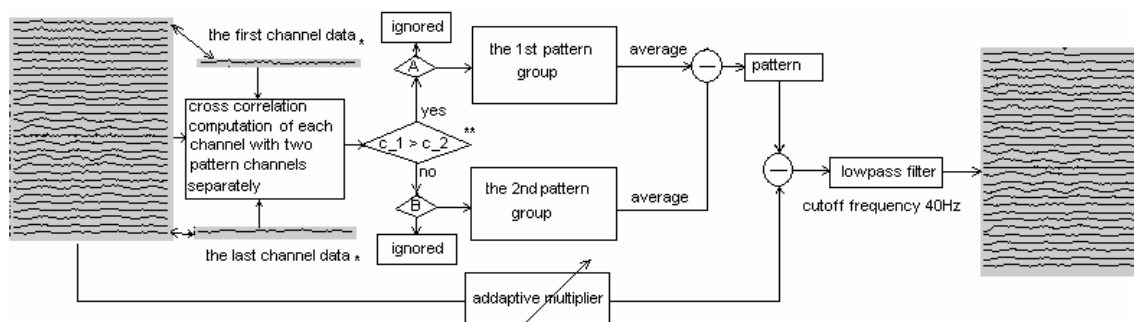 the first channel data *
cross correlation
computation of each
channel with two
pattern channels
separately
the last channel data *
ignored
A
yes
c_1 > c_2
**
no
B
ignored
the 1st pattern
group
average
the 2nd pattern
group
average
pattern
lowpass filter
cutoff frequency 40Hz
addaptive multiplier